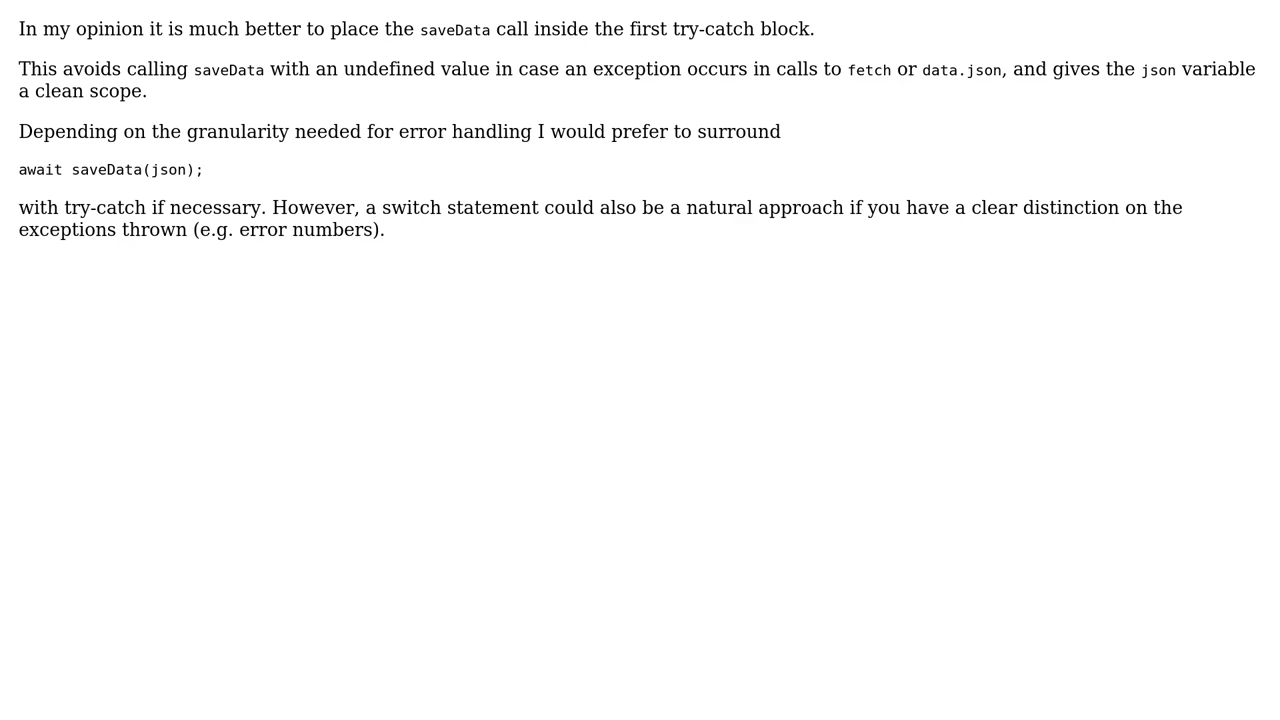 In my opinion it is much better to place the saveData call inside the first try-catch block.
This avoids calling saveData with an undefined value in case an exception occurs in calls to fetch or data.json, and gives the json variable
a clean scope.
Depending on the granularity needed for error handling I would prefer to surround
await saveData(json);
with try-catch if necessary. However, a switch statement could also be a natural approach if you have a clear distinction on the
exceptions thrown (e.g. error numbers).